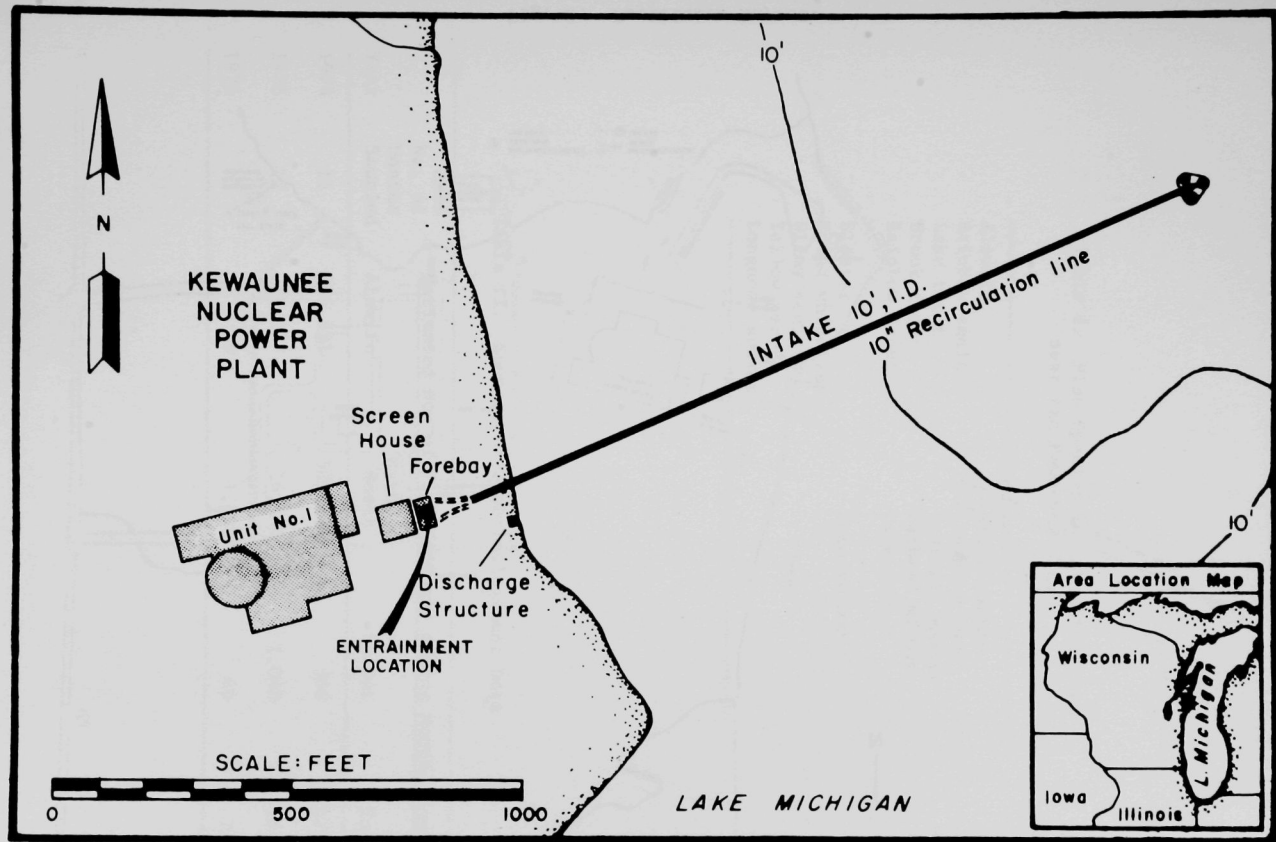 10'
N
KEWAUNEE
NUCLEAR
POWER
PLANT
INTAKE 10', I.D.
10" Recirculation line
Screen
House
Forebay
Unit No. 1
10'
Discharge
Structure
ENTRAINMENT
LOCATION
Area Location Map
Wisconsin
L. Michigan
Iowa
Illinois
SCALE: FEET
0 500 1000
LAKE MICHIGAN